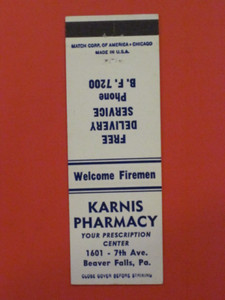 MATCH CORP. OF AMERICA • CHICAGO
MADE IN U.S.A.
FREE
DELIVERY
SERVICE
Phone
B. F. 7200
Welcome Firemen
KARNIS
PHARMACY
YOUR PRESCRIPTION
CENTER
1601 - 7th Ave.
Beaver Falls, Pa.
CLOSE COVER BEFORE STRIKING